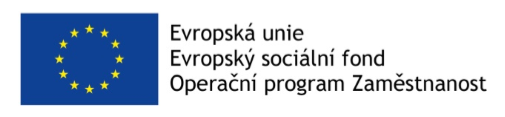 Evropská unie
Evropský sociální fond
Operační program Zaměstnanost